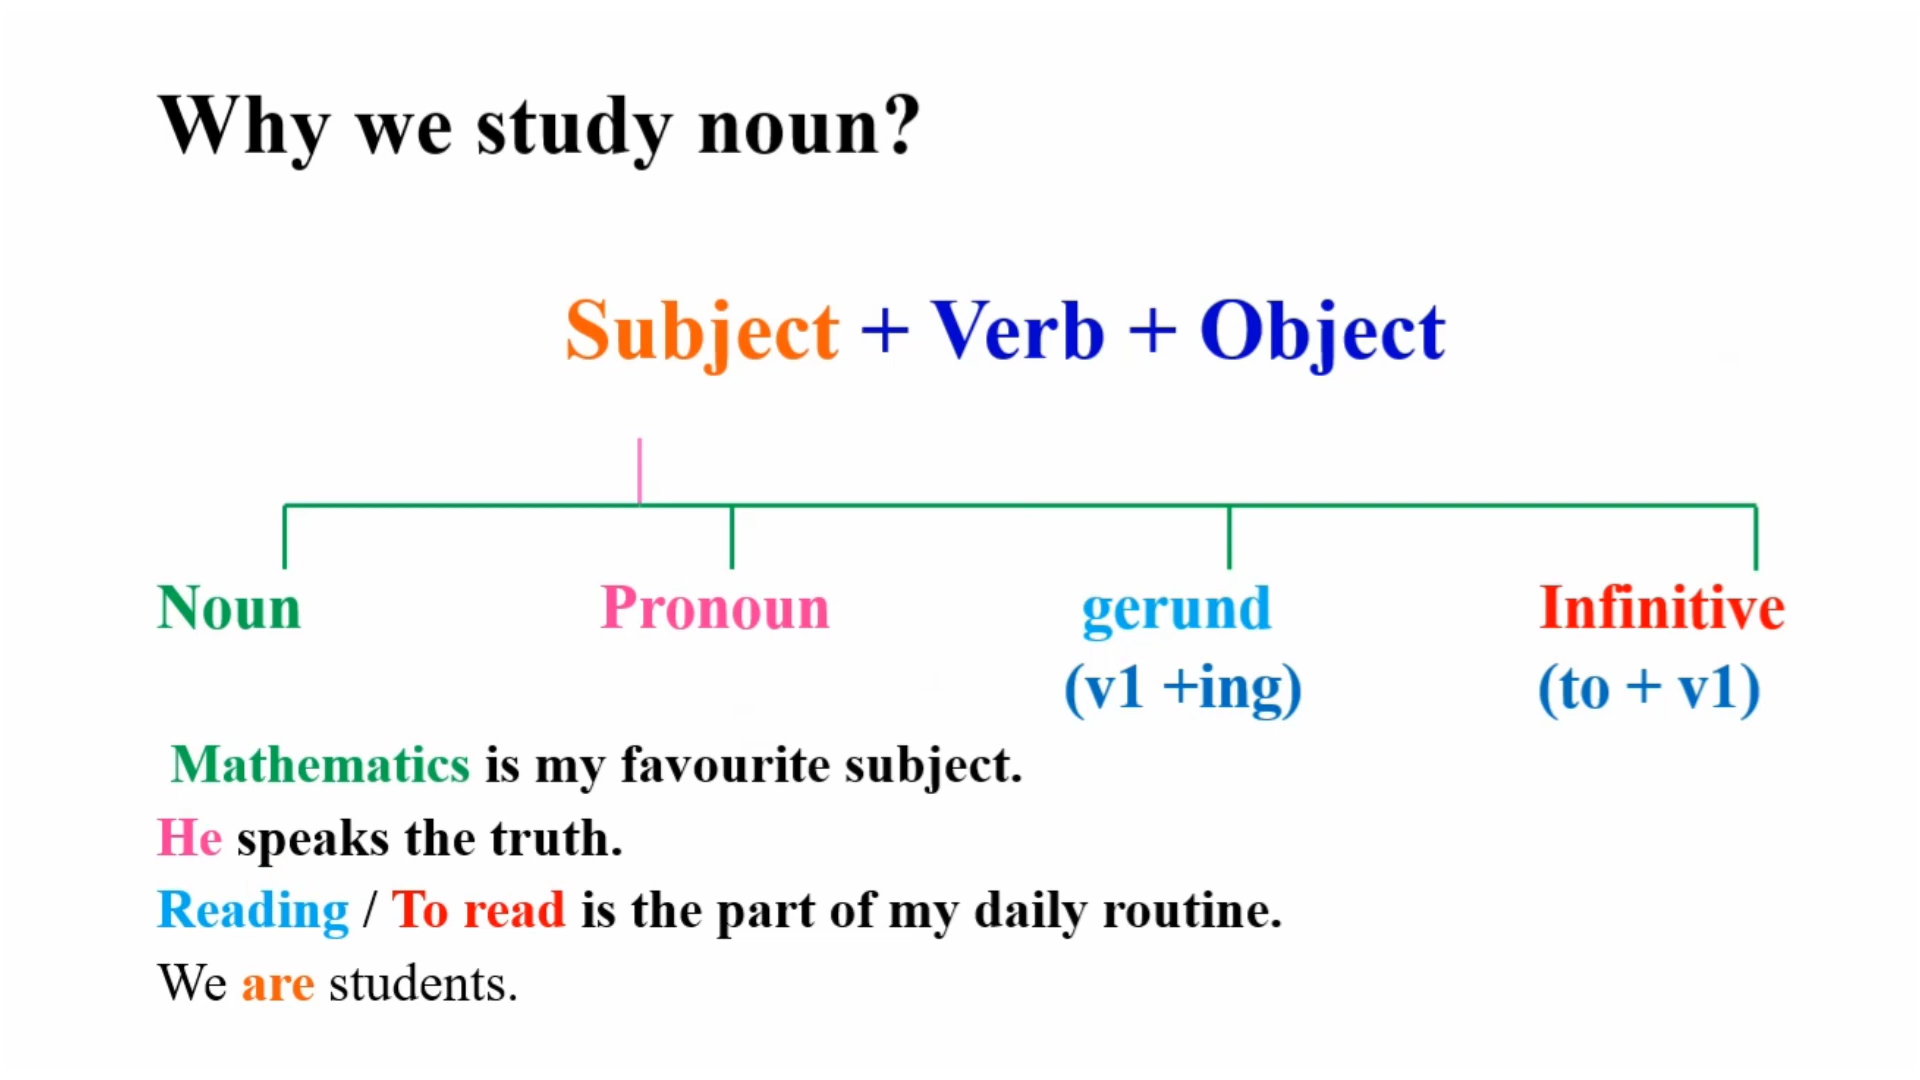 Why we study noun?
Subject + Verb + Object
Noun Pronoun gerund Infinitive
(v1 +ing) (to + v1)
Mathematics is my favourite subject.
He speaks the truth.
Reading / To read is the part of my daily routine.
We are students.